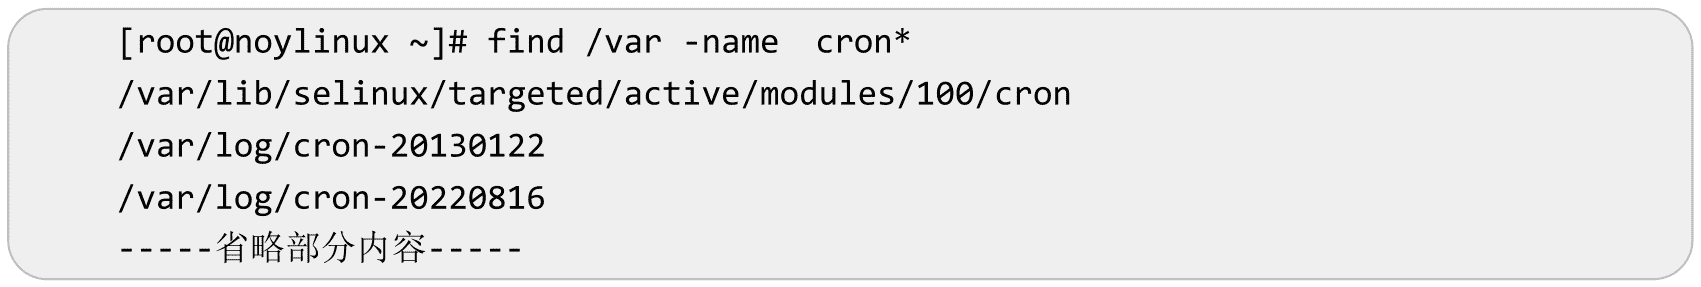 [root@noylinux ~]# find /var -name  cron*
/var/lib/selinux/targeted/active/modules/100/cron
/var/log/cron-20130122
/var/log/cron-20220816
-----省略部分内容-----